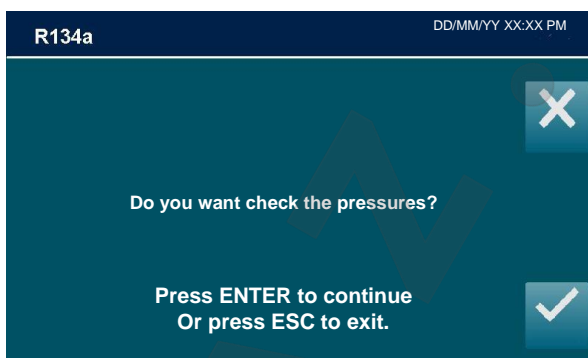 R134a
DD/MM/YY XX:XX PM
Do you want check the pressures?
Press ENTER to continue
Or press ESC to exit.